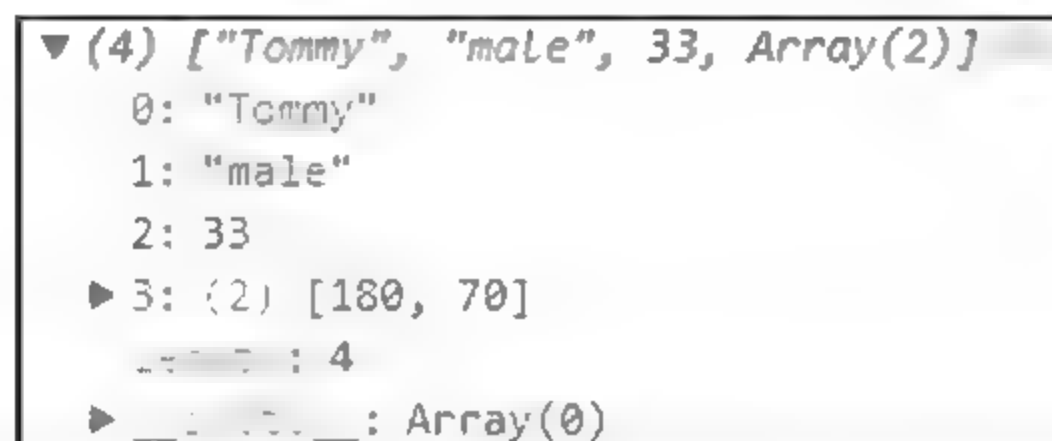 ▼ (4) ["Tommy", "male", 33, Array(2)]
0: "Tommy"
1: "male"
2: 33
▶ 3: (2) [180, 70]
: 4
▶ : Array(0)